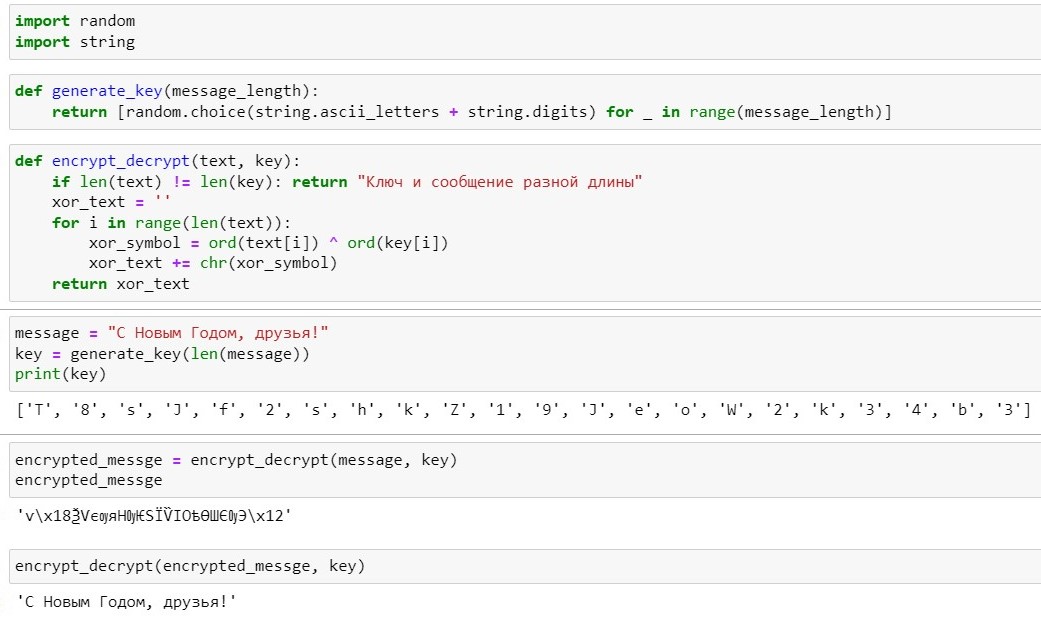 import random
import string
def generate_key(message_length):
    return [random.choice(string.ascii_letters + string.digits) for _ in range(message_length)]
def encrypt_decrypt(text, key):
    if len(text) != len(key): return "Ключ и сообщение разной длины"
    xor_text = ''
    for i in range(len(text)):
        xor_symbol = ord(text[i]) ^ ord(key[i])
        xor_text += chr(xor_symbol)
    return xor_text
message = "С Новым Годом, друзья!"
key = generate_key(len(message))
print(key)
['T', '8', 's', 'J', 'f', '2', 's', 'h', 'k', 'Z', '1', '9', 'J', 'e', 'o', 'W', '2', 'k', '3', '4', 'b', '3']
encrypted_messge = encrypt_decrypt(message, key)
encrypted_messge
'ѵ\x18ѮѴєѹяHѸѤЅЇѶIOѣѲШЄѸЭ\x12'
encrypt_decrypt(encrypted_messge, key)
'С Новым Годом, друзья!'